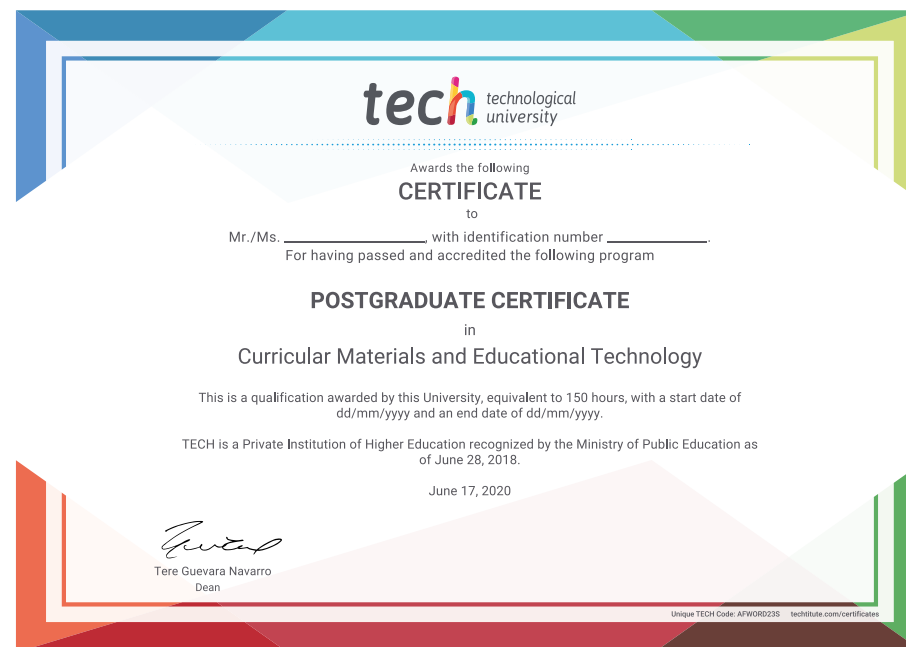 tech technological
university
Awards the following
CERTIFICATE
to
Mr./Ms. ____________________, with identification number ______________.
For having passed and accredited the following program
POSTGRADUATE CERTIFICATE
in
Curricular Materials and Educational Technology
This is a qualification awarded by this University, equivalent to 150 hours, with a start date of
dd/mm/yyyy and an end date of dd/mm/yyyy.
TECH is a Private Institution of Higher Education recognized by the Ministry of Public Education as
of June 28, 2018.
June 17, 2020
Tere Guevara Navarro
Dean
Unique TECH Code: AFWORD23S techtitute.com/certificates